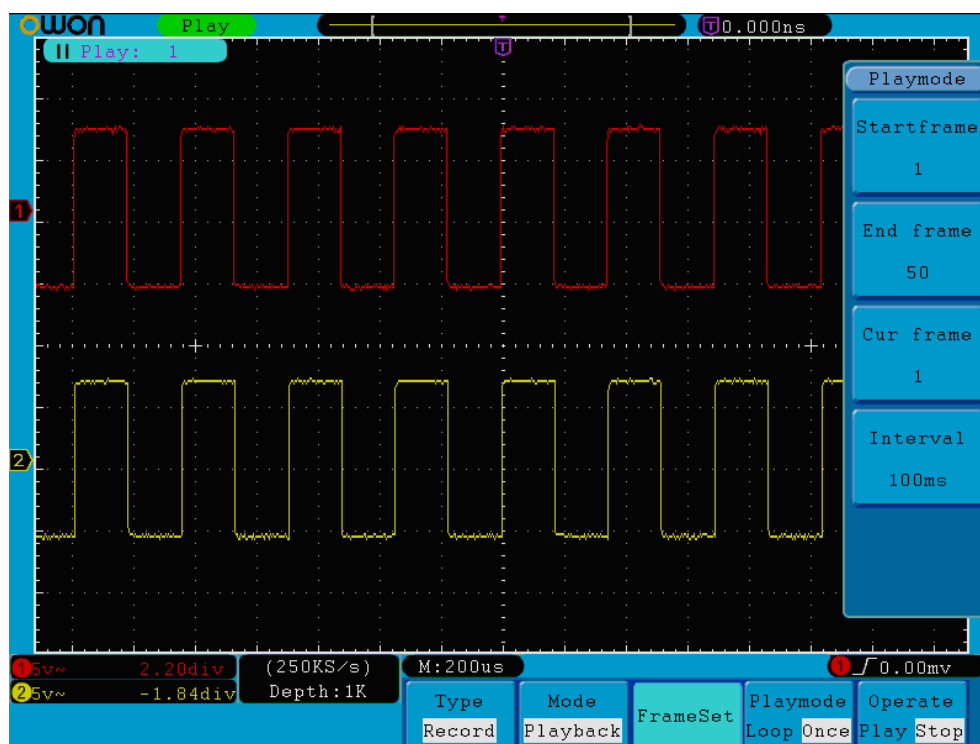 OWON Play T 0.000ns
Play: 1 T
Playmode
Startframe
1
End frame
50
Cur frame
1
Interval
100ms
1
2
1 5v~ 2.20div (250KS/s) M:200us 1 0.00mv
2 5v~ -1.84div Depth:1K
Type Mode FrameSet Playmode Operate
Record Playback Loop Once Play Stop